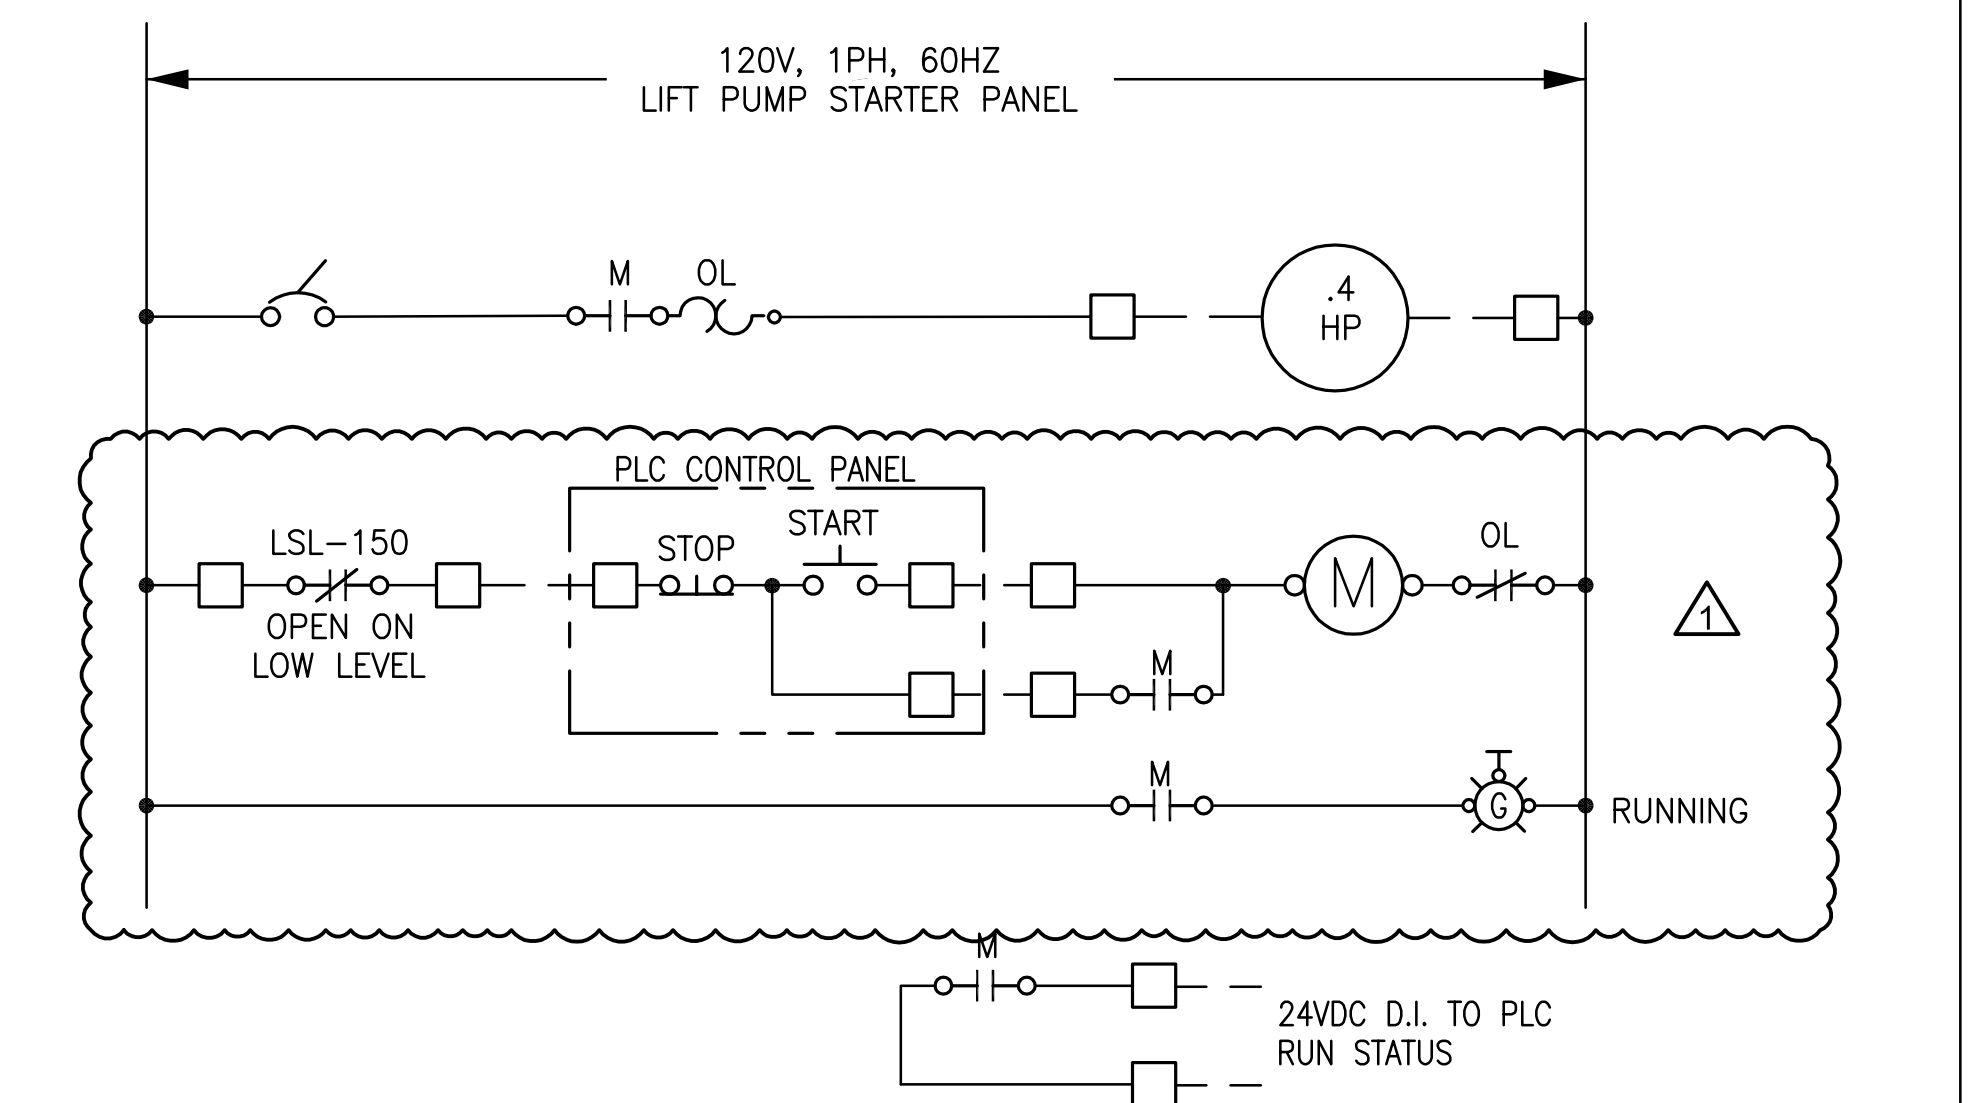 120V, 1PH, 60HZ
LIFT PUMP STARTER PANEL
M
OL
.4
HP
PLC CONTROL PANEL
LSL-150
STOP
START
OL
M
OPEN ON
LOW LEVEL
M
1
M
G
RUNNING
M
24VDC D.I. TO PLC
RUN STATUS